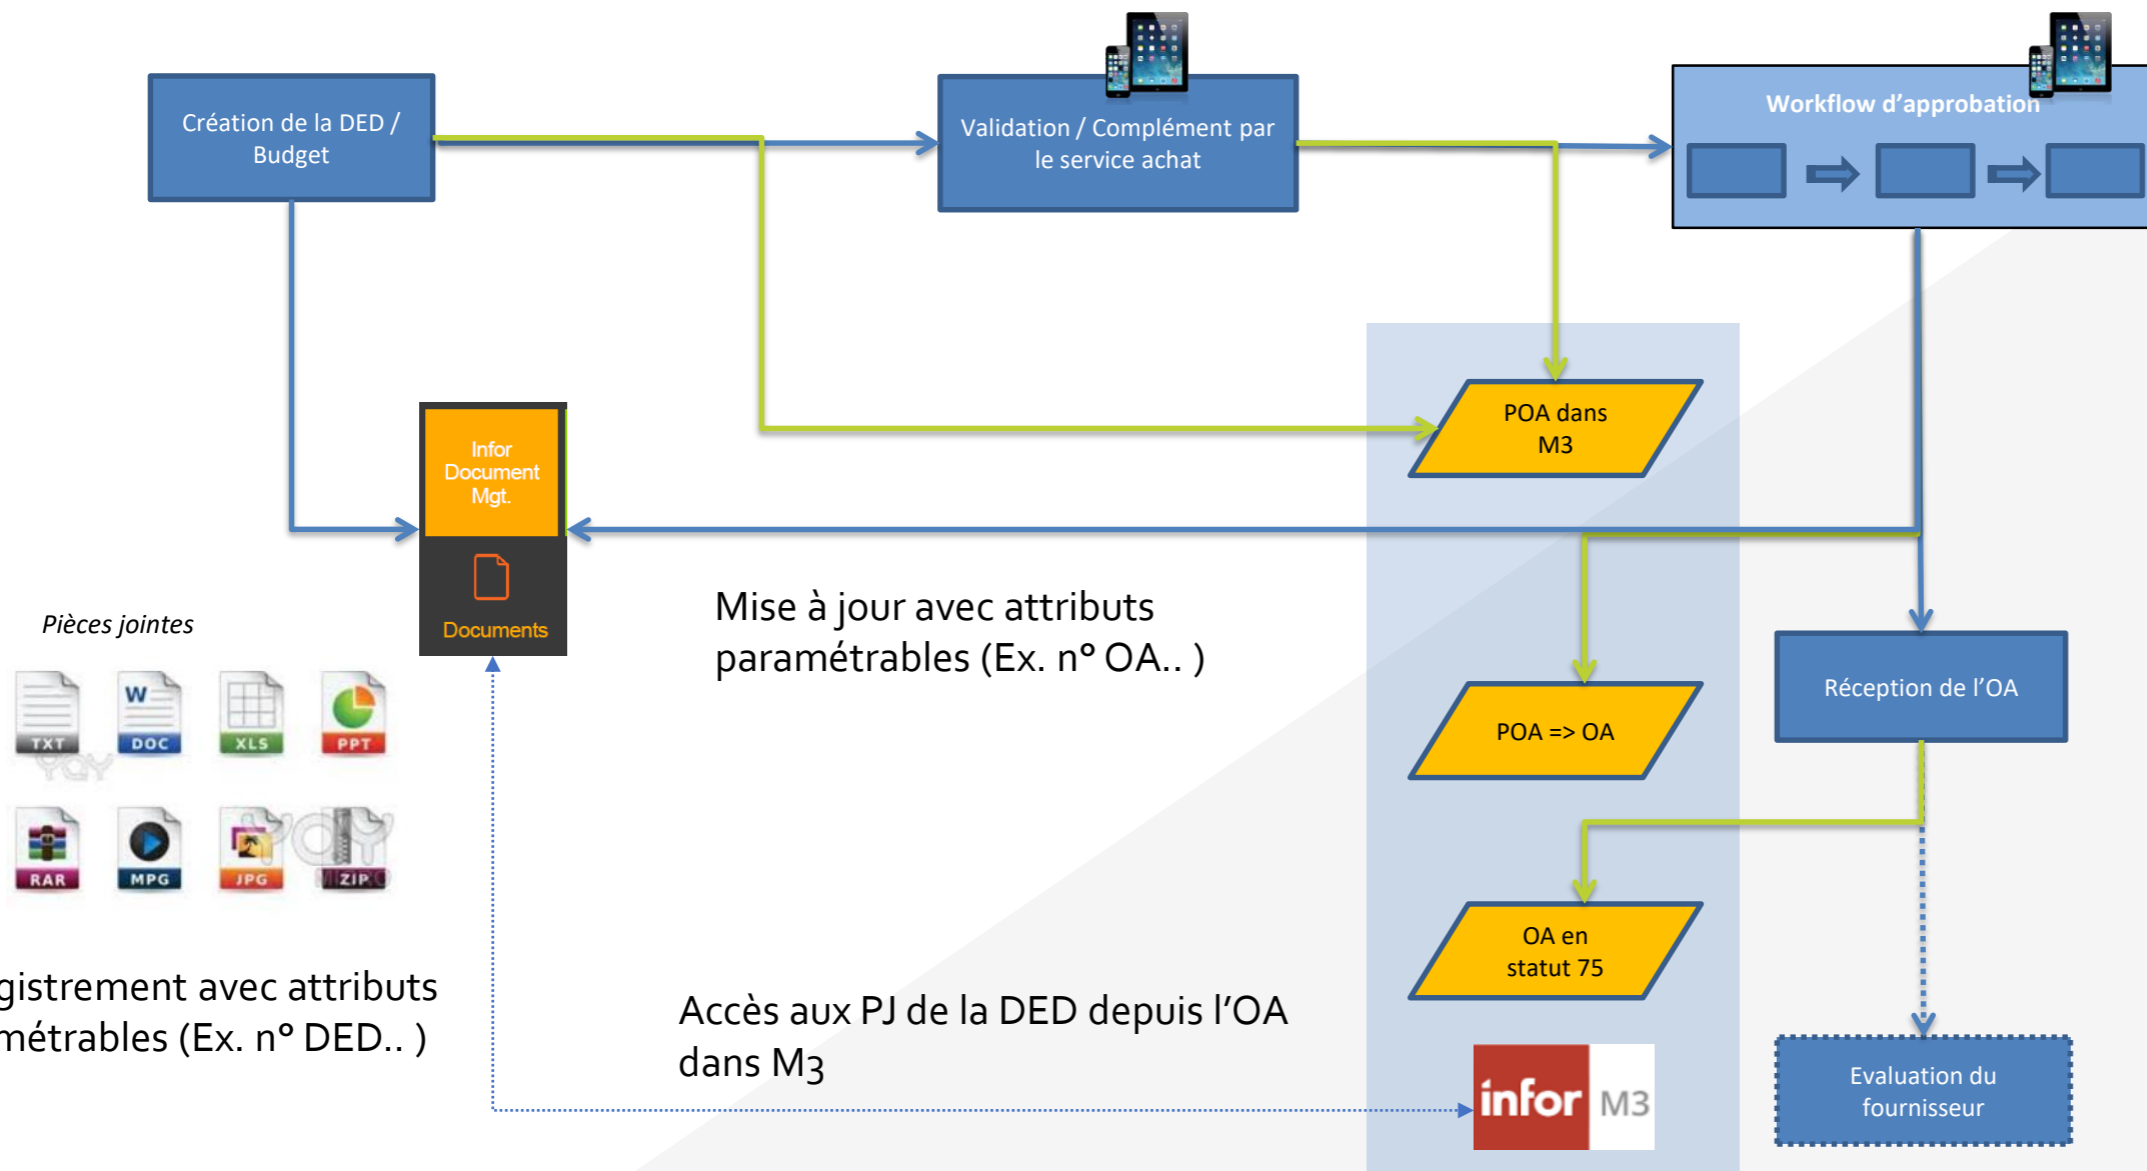 Création de la DED /
Budget
Validation / Complément par
le service achat
Workflow d'approbation
POA dans
M3
Infor
Document
Mgt.
Documents
Pièces jointes
TXT
DOC
XLS
PPT
RAR
MPG
JPG
ZIP
Mise à jour avec attributs
paramétrables (Ex. n° OA.. )
POA => OA
Réception de l'OA
OA en
statut 75
gistrement avec attributs
métrables (Ex. n° DED.. )
Accès aux PJ de la DED depuis l'OA
dans M3
infor M3
Evaluation du
fournisseur